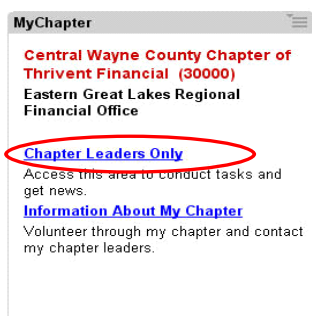 MyChapter
Central Wayne County Chapter of
Thrivent Financial (30000)
Eastern Great Lakes Regional
Financial Office
Chapter Leaders Only
Access this area to conduct tasks and
get news.
Information About My Chapter
Volunteer through my chapter and contact
my chapter leaders.